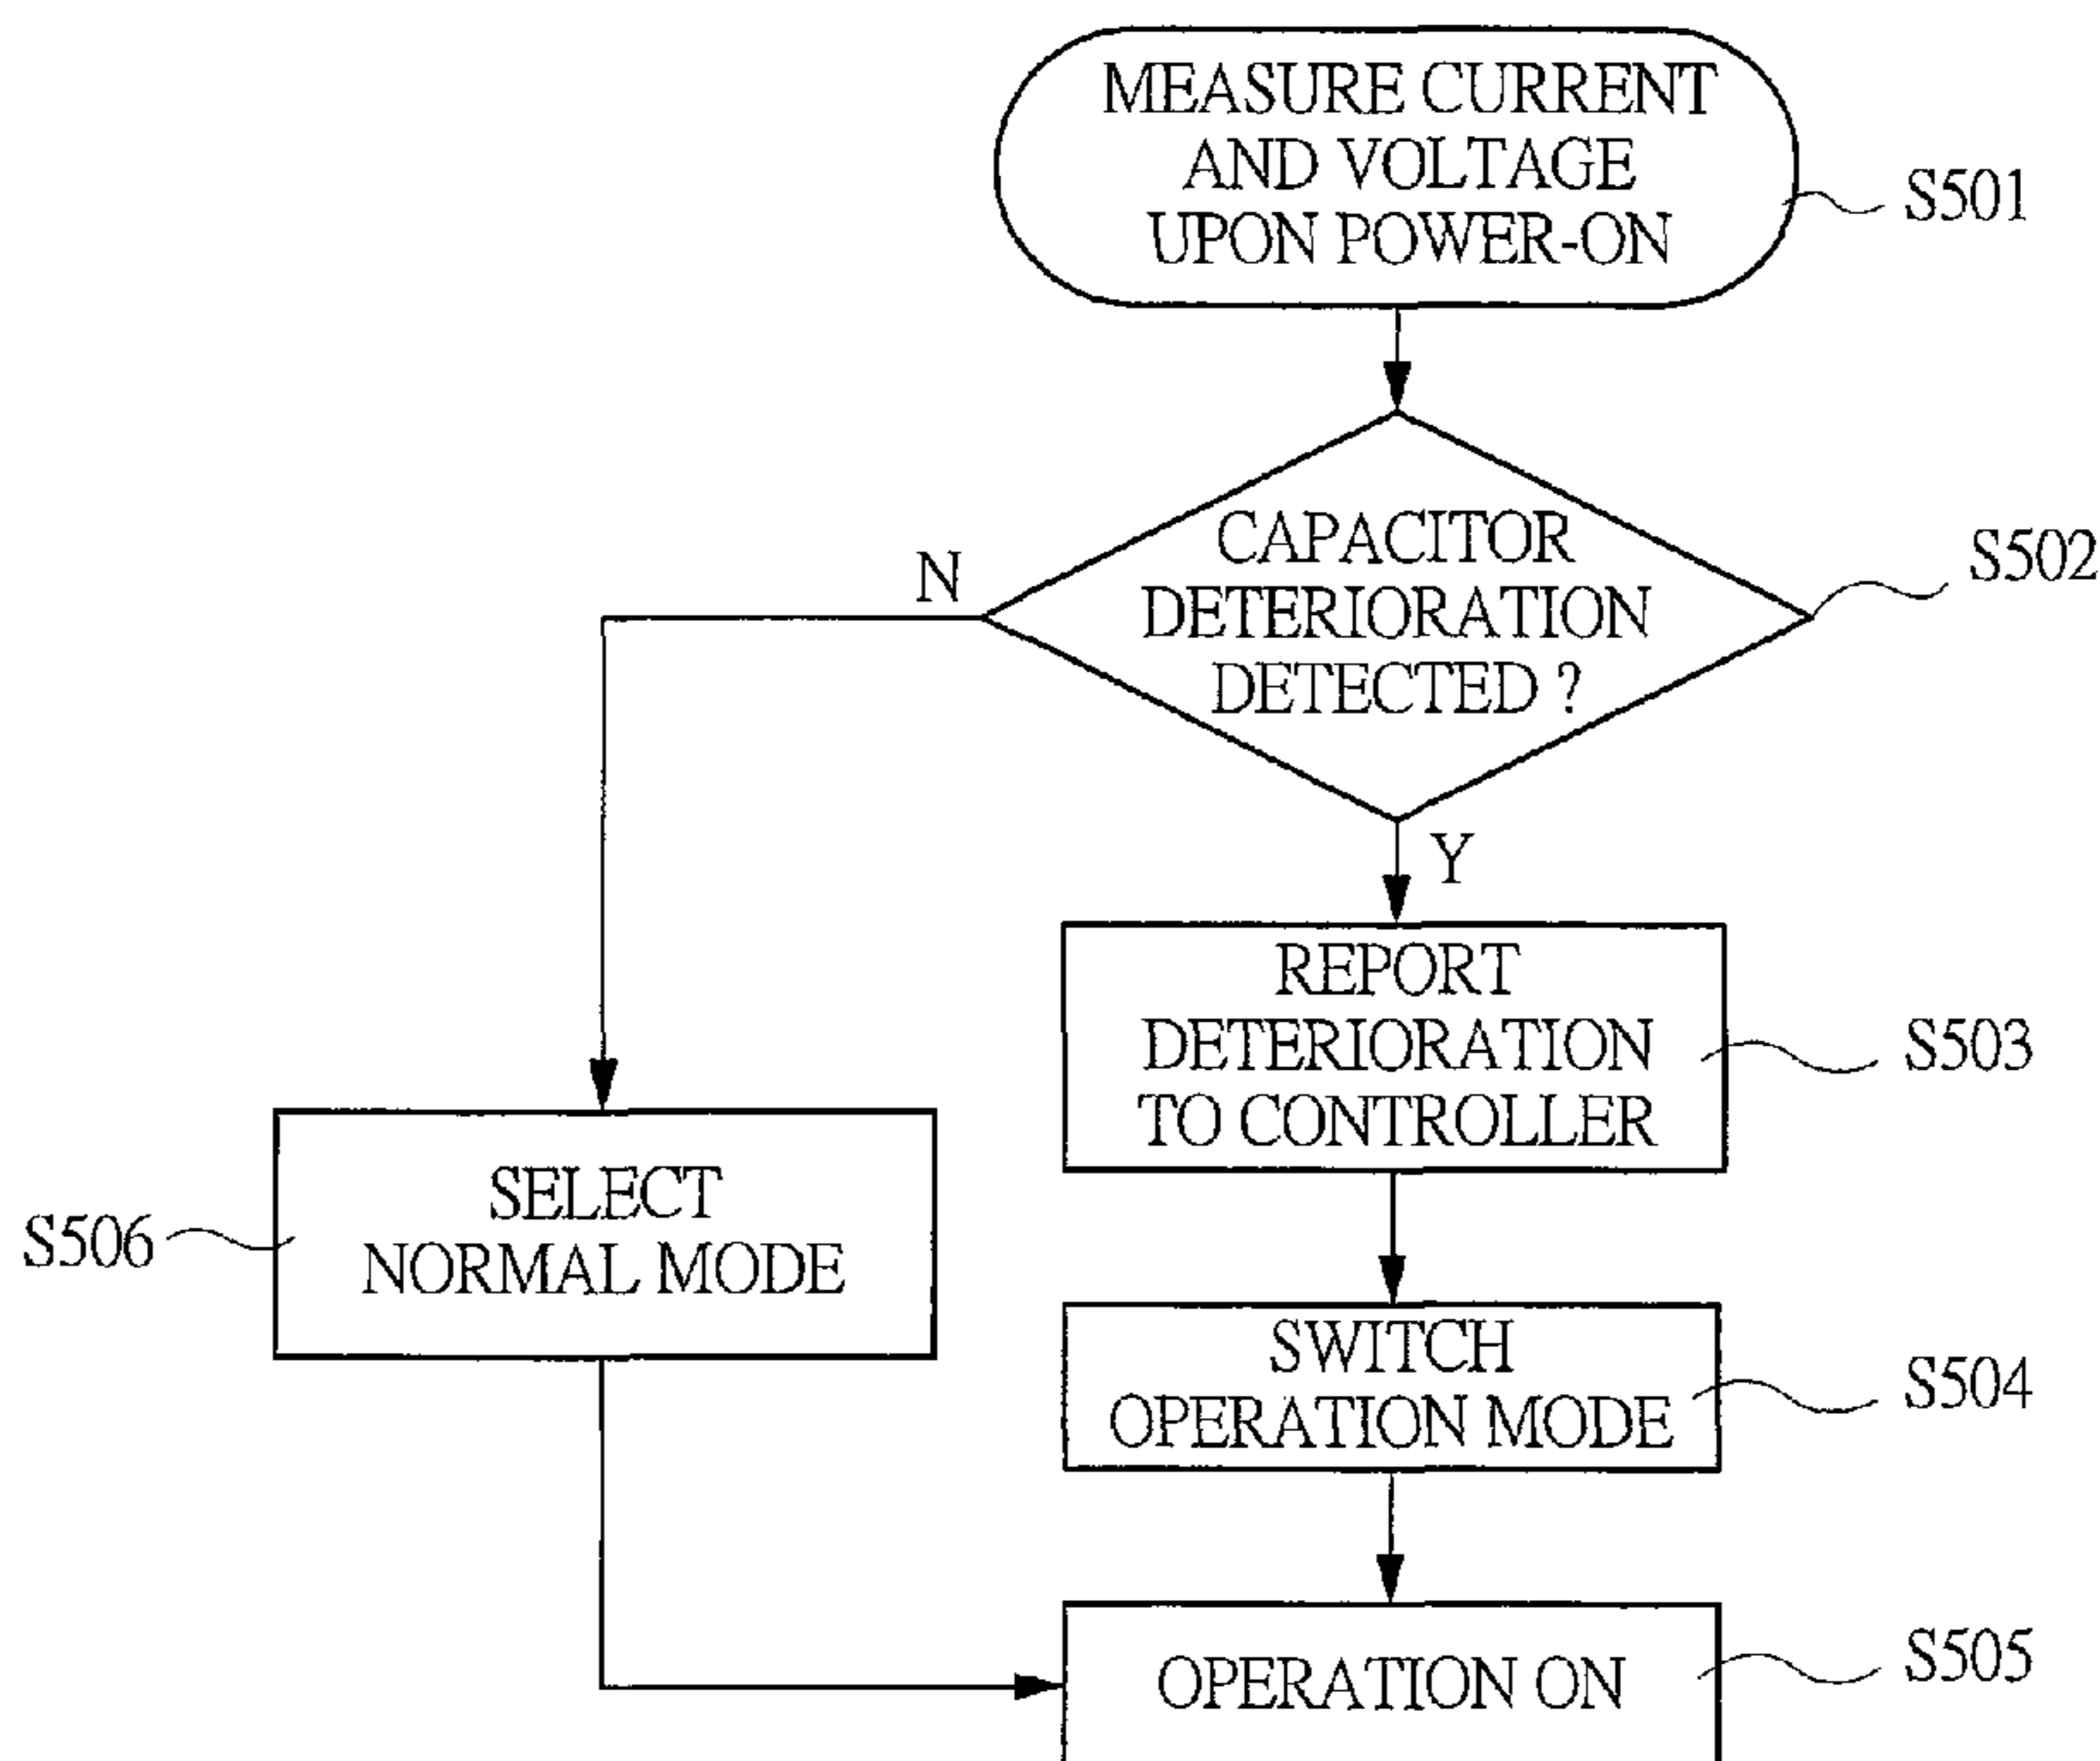 MEASURE CURRENT
AND VOLTAGE
UPON POWER-ON
S501
CAPACITOR
DETERIORATION
DETECTED ?
S502
N
Y
REPORT
DETERIORATION
TO CONTROLLER
S503
SELECT
NORMAL MODE
S506
SWITCH
OPERATION MODE
S504
OPERATION ON
S505